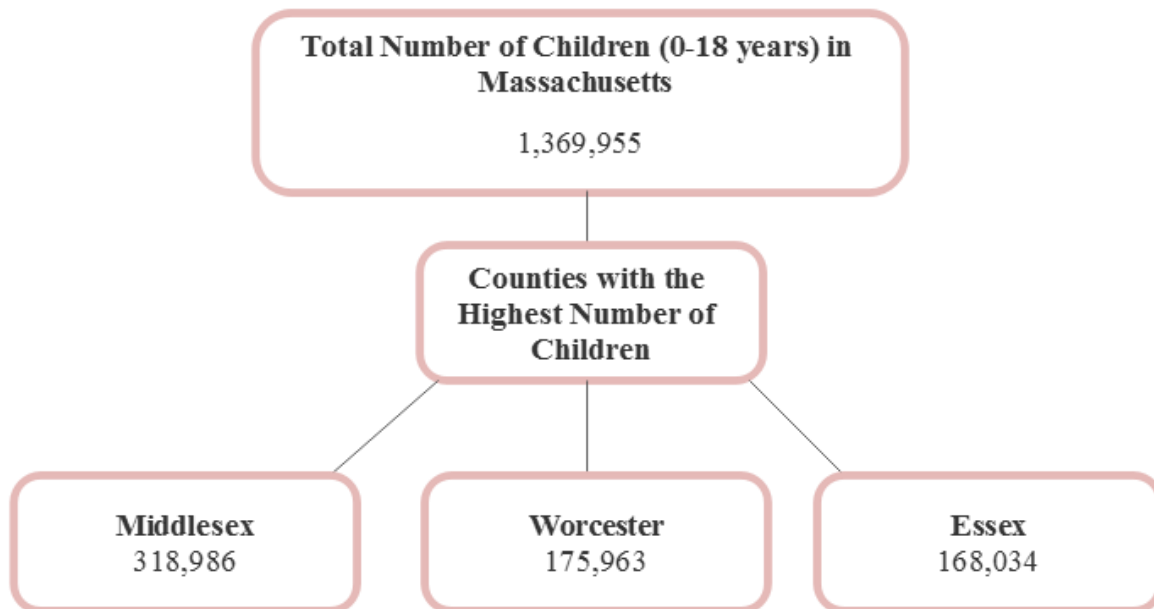 Total Number of Children (0-18 years) in
Massachusetts
1,369,955
Counties with the
Highest Number of
Children
Middlesex
318,986
Worcester
175,963
Essex
168,034